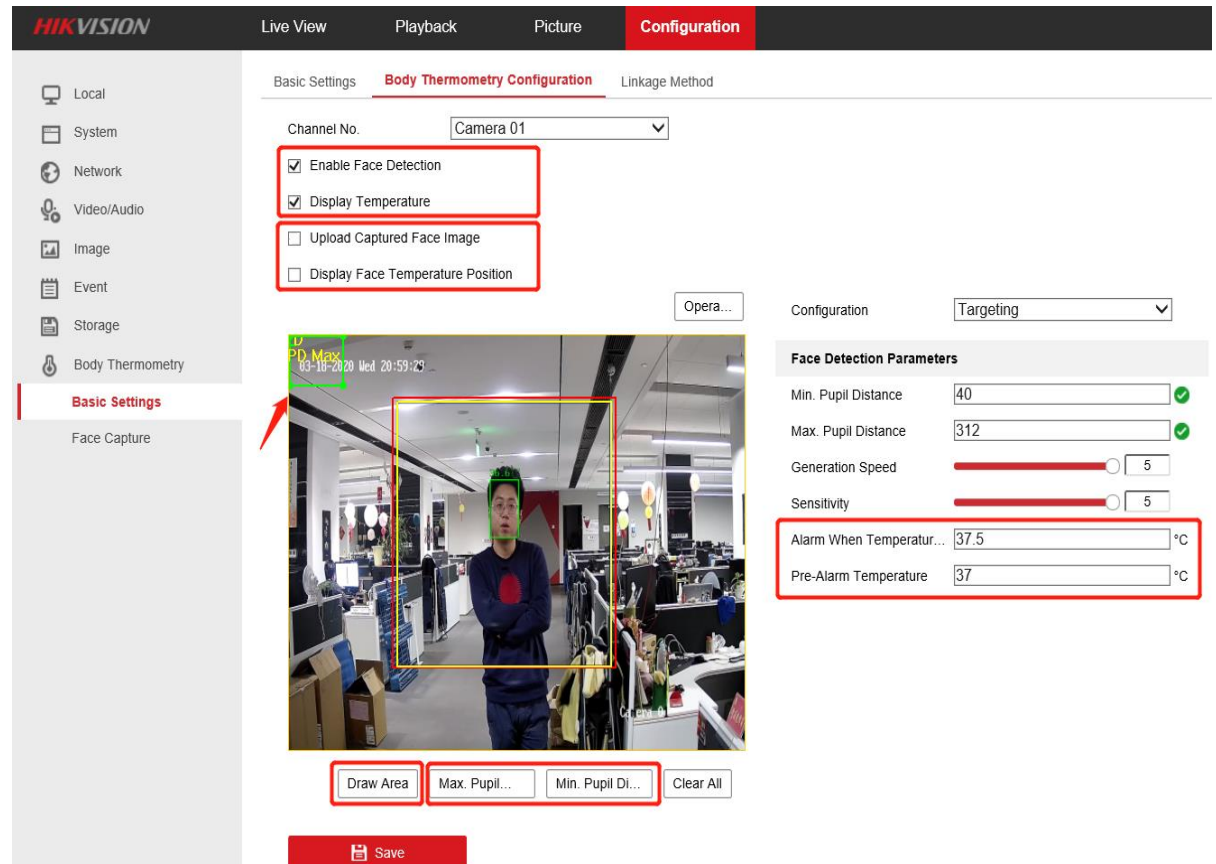 HIKVISION
Live View Playback Picture Configuration
Local
System
Network
Video/Audio
Image
Event
Storage
Body Thermometry
Basic Settings
Face Capture
Basic Settings Body Thermometry Configuration Linkage Method
Channel No. Camera 01
Enable Face Detection
Display Temperature
Upload Captured Face Image
Display Face Temperature Position
Opera...
PD Max
03-18-2020 Wed 20:59:29
Camera 0
Draw Area Max. Pupil... Min. Pupil Di... Clear All
Save
Configuration Targeting
Face Detection Parameters
Min. Pupil Distance 40
Max. Pupil Distance 312
Generation Speed 5
Sensitivity 5
Alarm When Temperatur... 37.5 °C
Pre-Alarm Temperature 37 °C